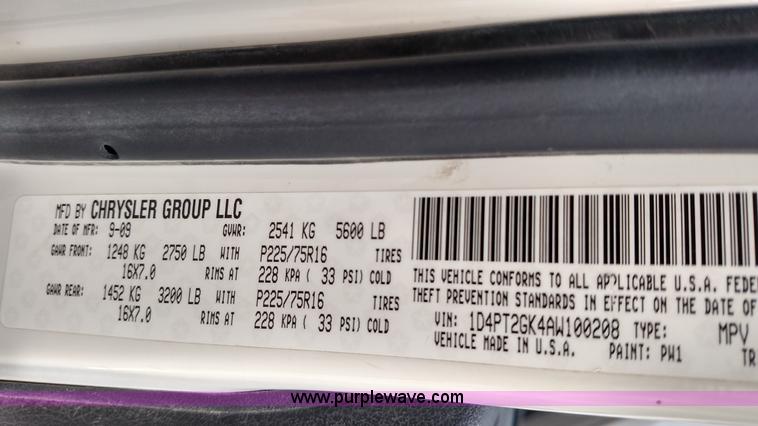 MFD BY CHRYSLER GROUP LLC
DATE OF MFR: 9-09 GVWR: 2541 KG 5600 LB
GAWR FRONT: 1248 KG 2750 LB WITH P225/75R16 TIRES
16X7.0 RIMS AT 228 KPA ( 33 PSI) COLD
GAWR REAR: 1452 KG 3200 LB WITH P225/75R16 TIRES
16X7.0 RIMS AT 228 KPA ( 33 PSI) COLD
THIS VEHICLE CONFORMS TO ALL APPLICABLE U.S.A. FEDE
THEFT PREVENTION STANDARDS IN EFFECT ON THE DATE OF
VIN: 1D4PT2GK4AW100208 TYPE: MPV
VEHICLE MADE IN U.S.A. PAINT: PW1 TR
www.purplewave.com